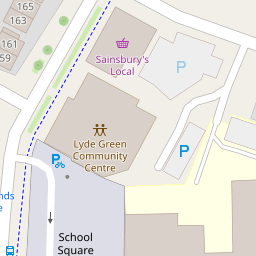 165
163
161
59
Sainsbury's
Local
P
Lyde Green
Community
Centre
P
P
nds
e
School
Square